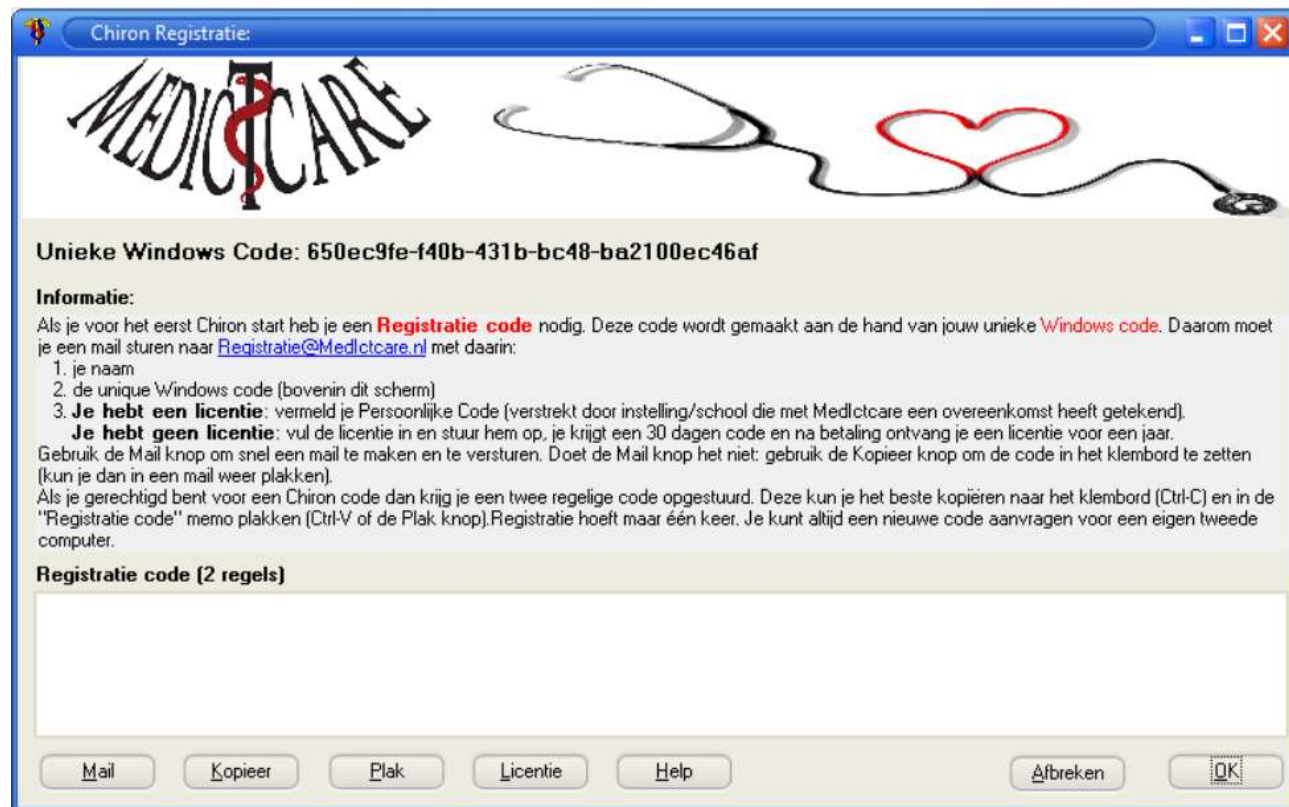 Chiron Registratie:
MEDICTCARE
Unieke Windows Code: 650ec9fe-f40b-431b-bc48-ba2100ec46af
Informatie:
Als je voor het eerst Chiron start heb je een Registratie code nodig. Deze code wordt gemaakt aan de hand van jouw unieke Windows code. Daarom moet
je een mail sturen naar Registratie@MedIctcare.nl met daarin:
1. je naam
2. de unique Windows code (bovenin dit scherm)
3. Je hebt een licentie: vermeld je Persoonlijke Code (verstrekt door instelling/school die met MedIctcare een overeenkomst heeft getekend).
Je hebt geen licentie: vul de licentie in en stuur hem op, je krijgt een 30 dagen code en na betaling ontvang je een licentie voor een jaar.
Gebruik de Mail knop om snel een mail te maken en te versturen. Doet de Mail knop het niet: gebruik de Kopieer knop om de code in het klembord te zetten
(kun je dan in een mail weer plakken).
Als je gerechtigd bent voor een Chiron code dan krijg je een twee regelige code opgestuurd. Deze kun je het beste kopiëren naar het klembord (Ctrl-C) en in de
"Registratie code" memo plakken (Ctrl-V of de Plak knop).Registratie hoeft maar één keer. Je kunt altijd een nieuwe code aanvragen voor een eigen tweede
computer.
Registratie code (2 regels)
Mail Kopieer Plak Licentie Help Afbreken OK